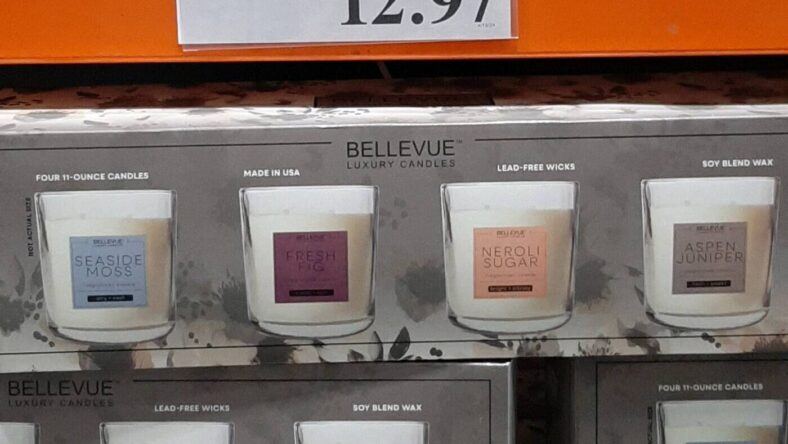 12.97
BELLEVUE™
LUXURY CANDLES
FOUR 11-OUNCE CANDLES
MADE IN USA
LEAD-FREE WICKS
SOY BLEND WAX
NOT ACTUAL SIZE
BELLEVUE
SEASIDE
MOSS
BELLEVUE
FRESH
FIG
BELLEVUE
NEROLI
SUGAR
BELLEVUE
ASPEN
JUNIPER
BELLEVUE™
LUXURY CANDLES
LEAD-FREE WICKS
SOY BLEND WAX
FOUR 11-OUNCE CANDLES